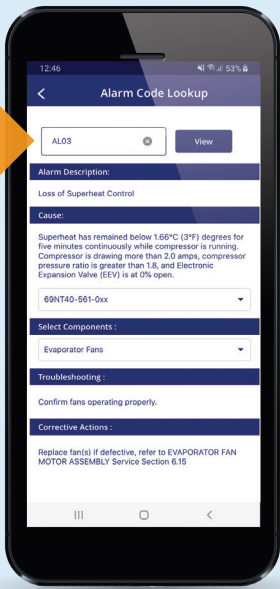 12:46 53%
Alarm Code Lookup
AL03 View
Alarm Description:
Loss of Superheat Control
Cause:
Superheat has remained below 1.66°C (3°F) degrees for
five minutes continuously while compressor is running.
Compressor is drawing more than 2.0 amps, compressor
pressure ratio is greater than 1.8, and Electronic
Expansion Valve (EEV) is at 0% open.
69NT40-561-0xx
Select Components :
Evaporator Fans
Troubleshooting :
Confirm fans operating properly.
Corrective Actions :
Replace fan(s) if defective, refer to EVAPORATOR FAN
MOTOR ASSEMBLY Service Section 6.15